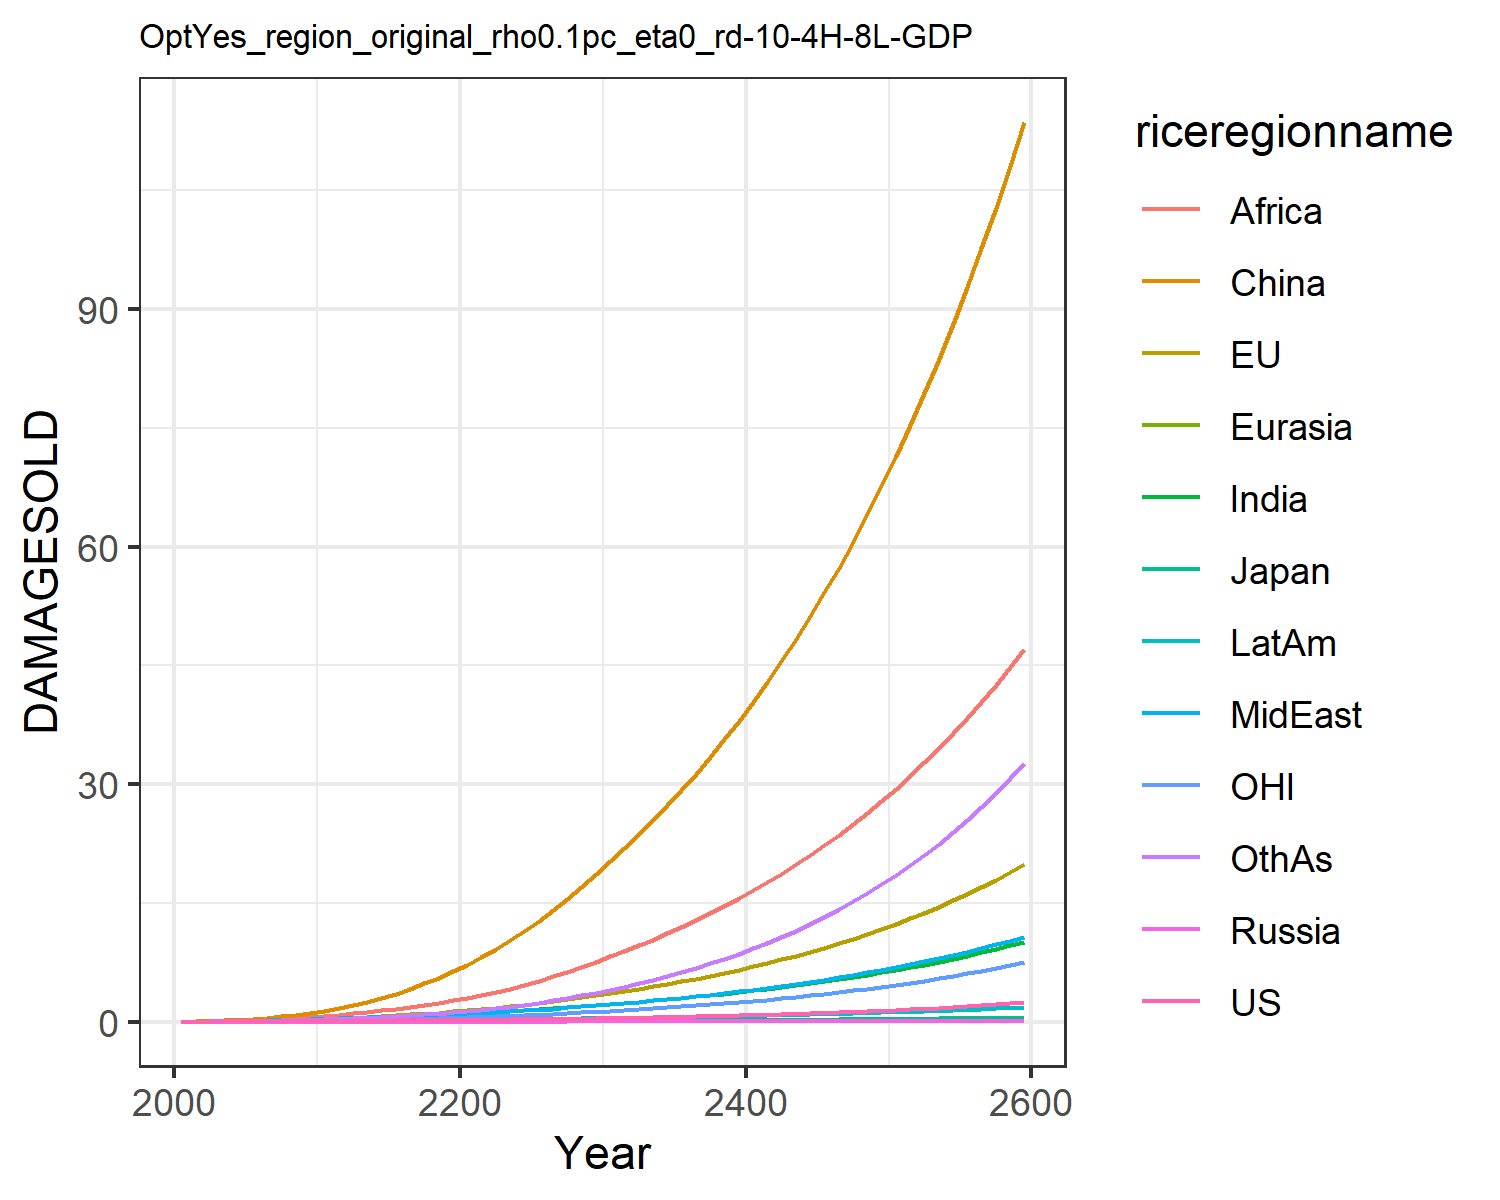 OptYes_region_original_rho0.1pc_eta0_rd-10-4H-8L-GDP
DAMAGESOLD
90
60
30
0
2000
2200
2400
2600
Year
riceregionname
Africa
China
EU
Eurasia
India
Japan
LatAm
MidEast
OHI
OthAs
Russia
US